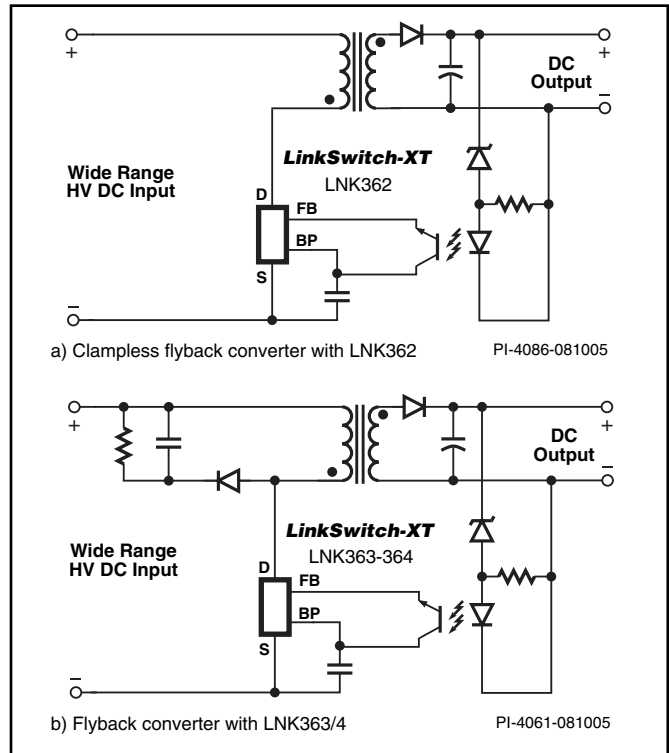 +
+
DC
Output
–
LinkSwitch-XT
LNK362
Wide Range
HV DC Input
D
FB
BP
S
–
a) Clampless flyback converter with LNK362
PI-4086-081005
+
+
DC
Output
–
LinkSwitch-XT
LNK363-364
Wide Range
HV DC Input
D
FB
BP
S
–
b) Flyback converter with LNK363/4
PI-4061-081005